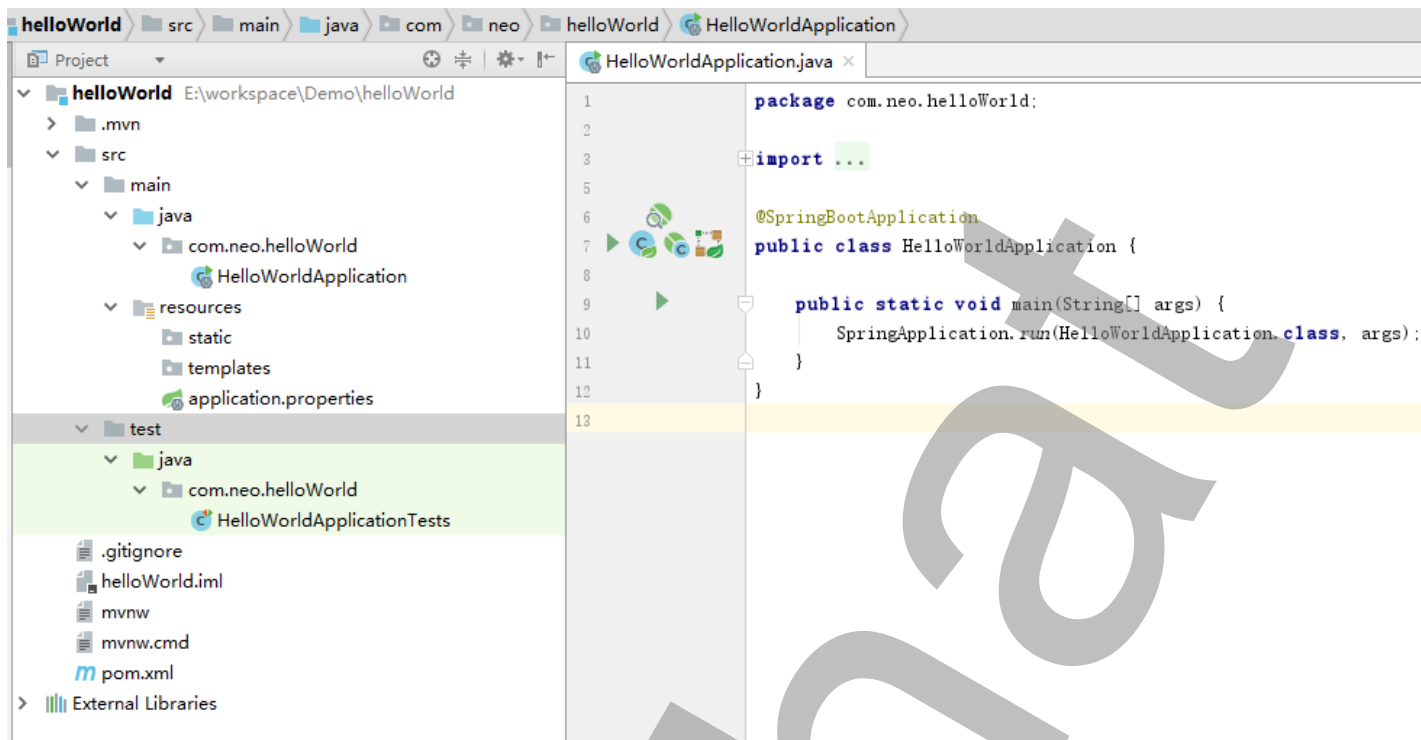 helloWorld src main java com neo helloWorld HelloWorldApplication
Project
helloWorld E:\workspace\Demo\helloWorld
.mvn
src
main
java
com.neo.helloWorld
HelloWorldApplication
resources
static
templates
application.properties
test
java
com.neo.helloWorld
HelloWorldApplicationTests
.gitignore
helloWorld.iml
mvnw
mvnw.cmd
pom.xml
External Libraries
HelloWorldApplication.java
1 package com.neo.helloWorld;
2
3 import ...
5
6 @SpringBootApplication
7 public class HelloWorldApplication {
8
9 public static void main(String[] args) {
10 SpringApplication.run(HelloWorldApplication.class, args);
11 }
12 }
13